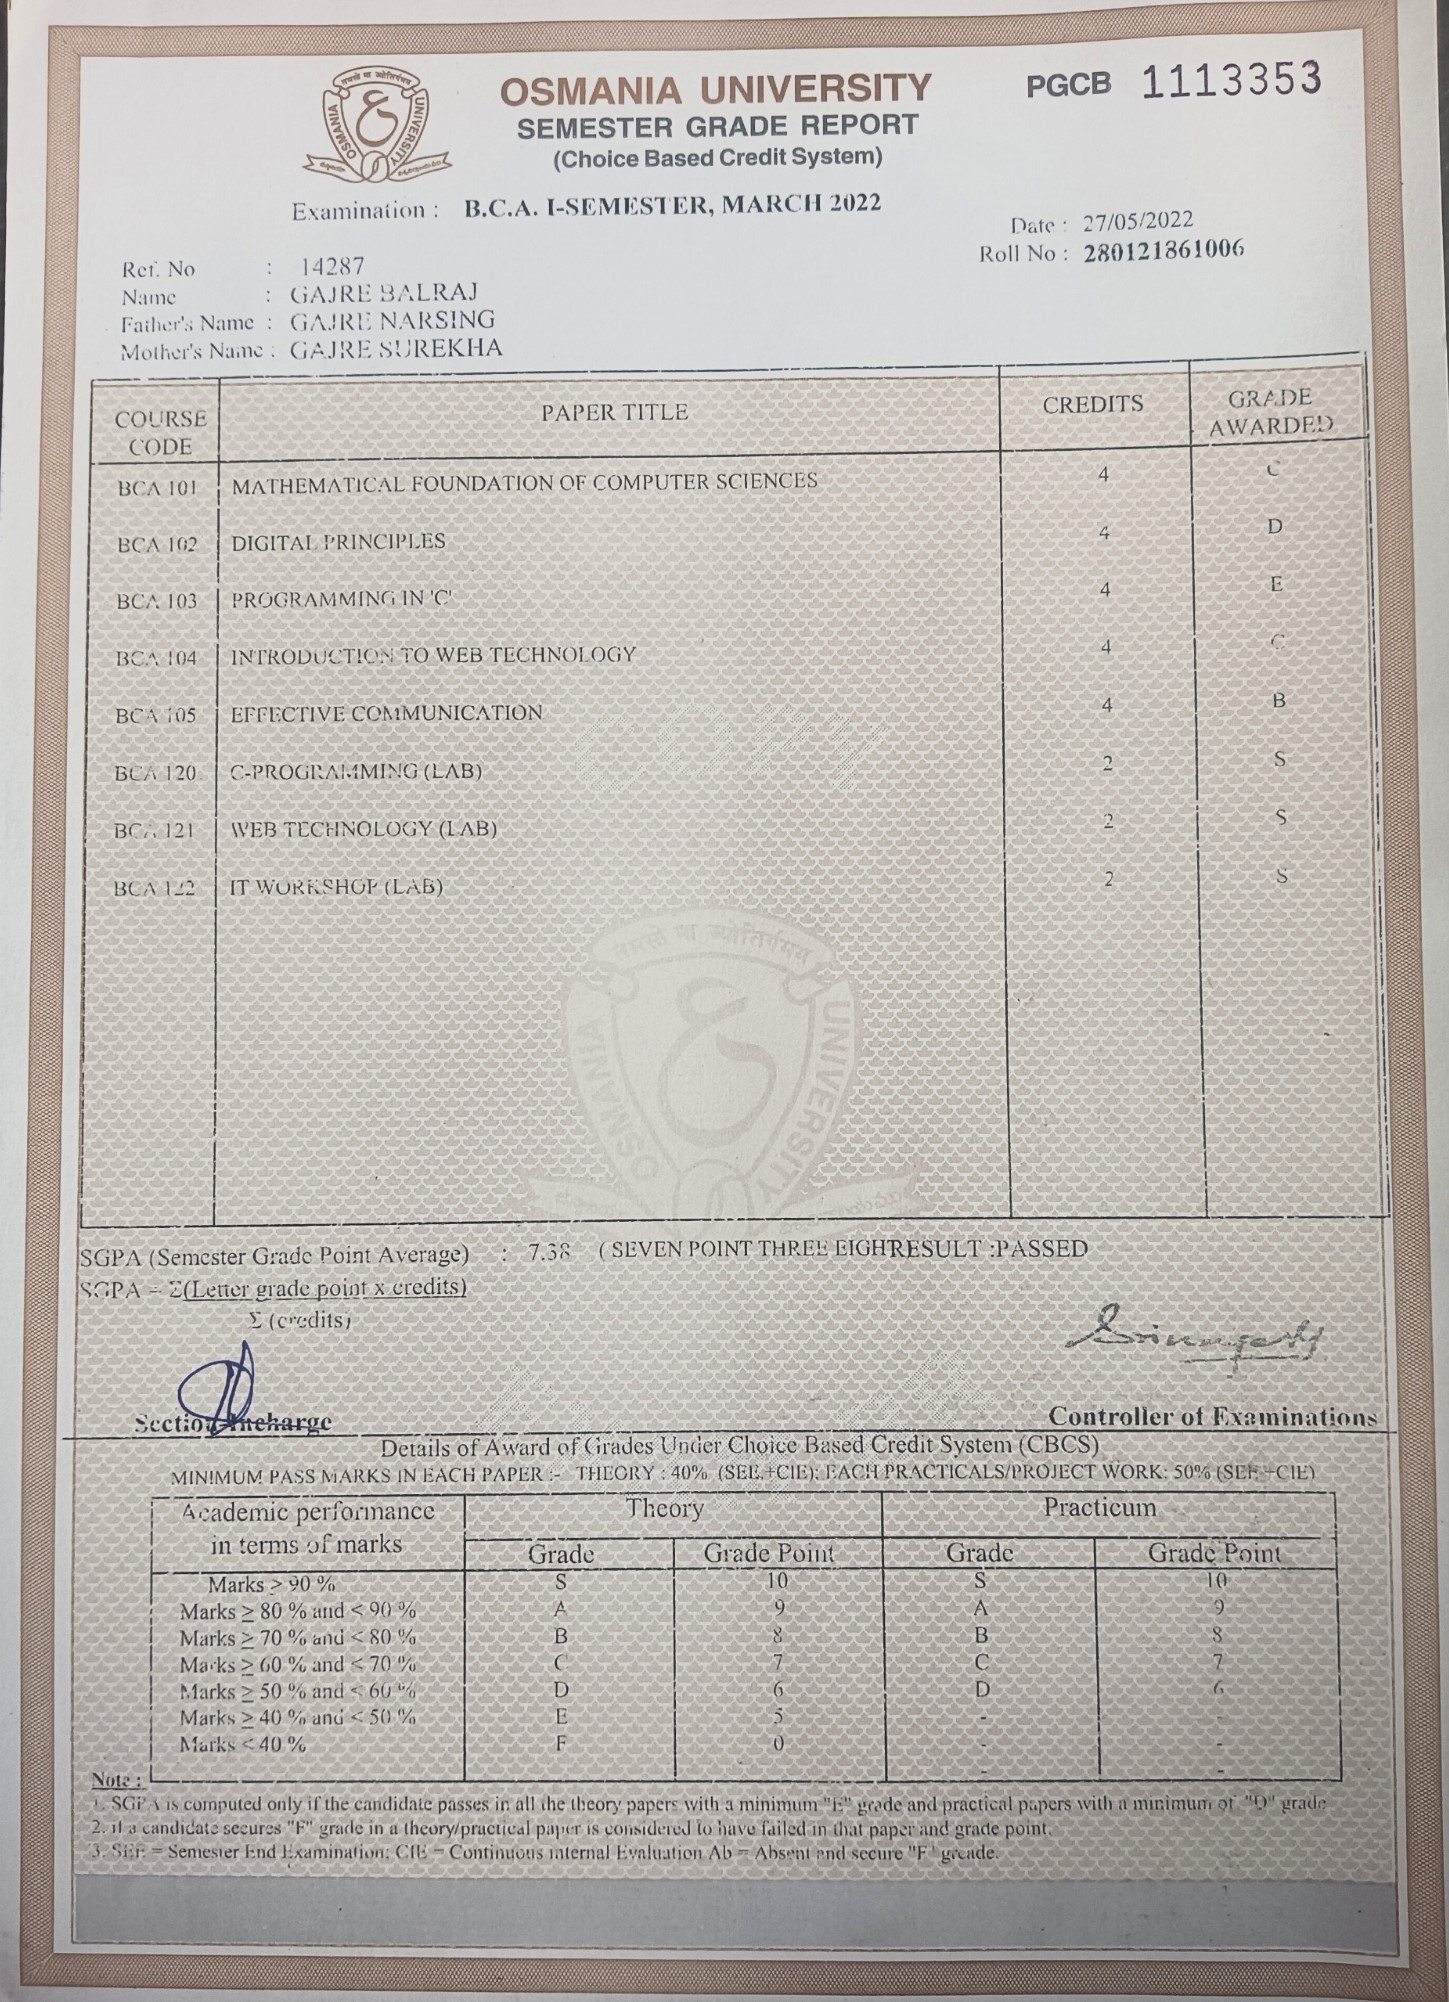 तमसो मा ज्योतिर्गमय
OSMANIA UNIVERSITY
OSMANIA UNIVERSITY
SEMESTER GRADE REPORT
(Choice Based Credit System)
PGCB 1113353
Examination : B.C.A. I-SEMESTER, MARCH 2022
Date : 27/05/2022
Roll No : 280121861006
Ref. No : 14287
Name : GAJRE BALRAJ
Father's Name : GAJRE NARSING
Mother's Name : GAJRE SUREKHA
COURSE CODE PAPER TITLE CREDITS GRADE AWARDED
BCA 101 MATHEMATICAL FOUNDATION OF COMPUTER SCIENCES 4 C
BCA 102 DIGITAL PRINCIPLES 4 D
BCA 103 PROGRAMMING IN 'C' 4 E
BCA 104 INTRODUCTION TO WEB TECHNOLOGY 4 C
BCA 105 EFFECTIVE COMMUNICATION 4 B
COPY
BCA 120 C-PROGRAMMING (LAB) 2 S
BCA 121 WEB TECHNOLOGY (LAB) 2 S
BCA 122 IT WORKSHOP (LAB) 2 S
तमसो मा ज्योतिर्गमय
OSMANIA UNIVERSITY
SGPA (Semester Grade Point Average) : 7.38 ( SEVEN POINT THREE EIGHTRESULT :PASSED
SGPA = Σ(Letter grade point x credits)
Σ (credits)
Section-Incharge
Controller of Examinations
Details of Award of Grades Under Choice Based Credit System (CBCS)
MINIMUM PASS MARKS IN EACH PAPER :- THEORY : 40% (SEE+CIE); EACH PRACTICALS/PROJECT WORK: 50% (SEE+CIE)
Academic performance in terms of marks Theory Practicum
Grade Grade Point Grade Grade Point
Marks ≥ 90 % S 10 S 10
Marks ≥ 80 % and < 90 % A 9 A 9
Marks ≥ 70 % and < 80 % B 8 B 8
Marks ≥ 60 % and < 70 % C 7 C 7
Marks ≥ 50 % and < 60 % D 6 D 6
Marks ≥ 40 % and < 50 % E 5 - -
Marks < 40 % F 0 - -
- - -
Note :
1. SGPA is computed only if the candidate passes in all the theory papers with a minimum "E" grade and practical papers with a minimum of "D" grade
2. If a candidate secures "F" grade in a theory/practical paper is considered to have failed in that paper and grade point.
3. SEE = Semester End Examination; CIE = Continuous internal Evaluation Ab = Absent and secure "F" grcade.